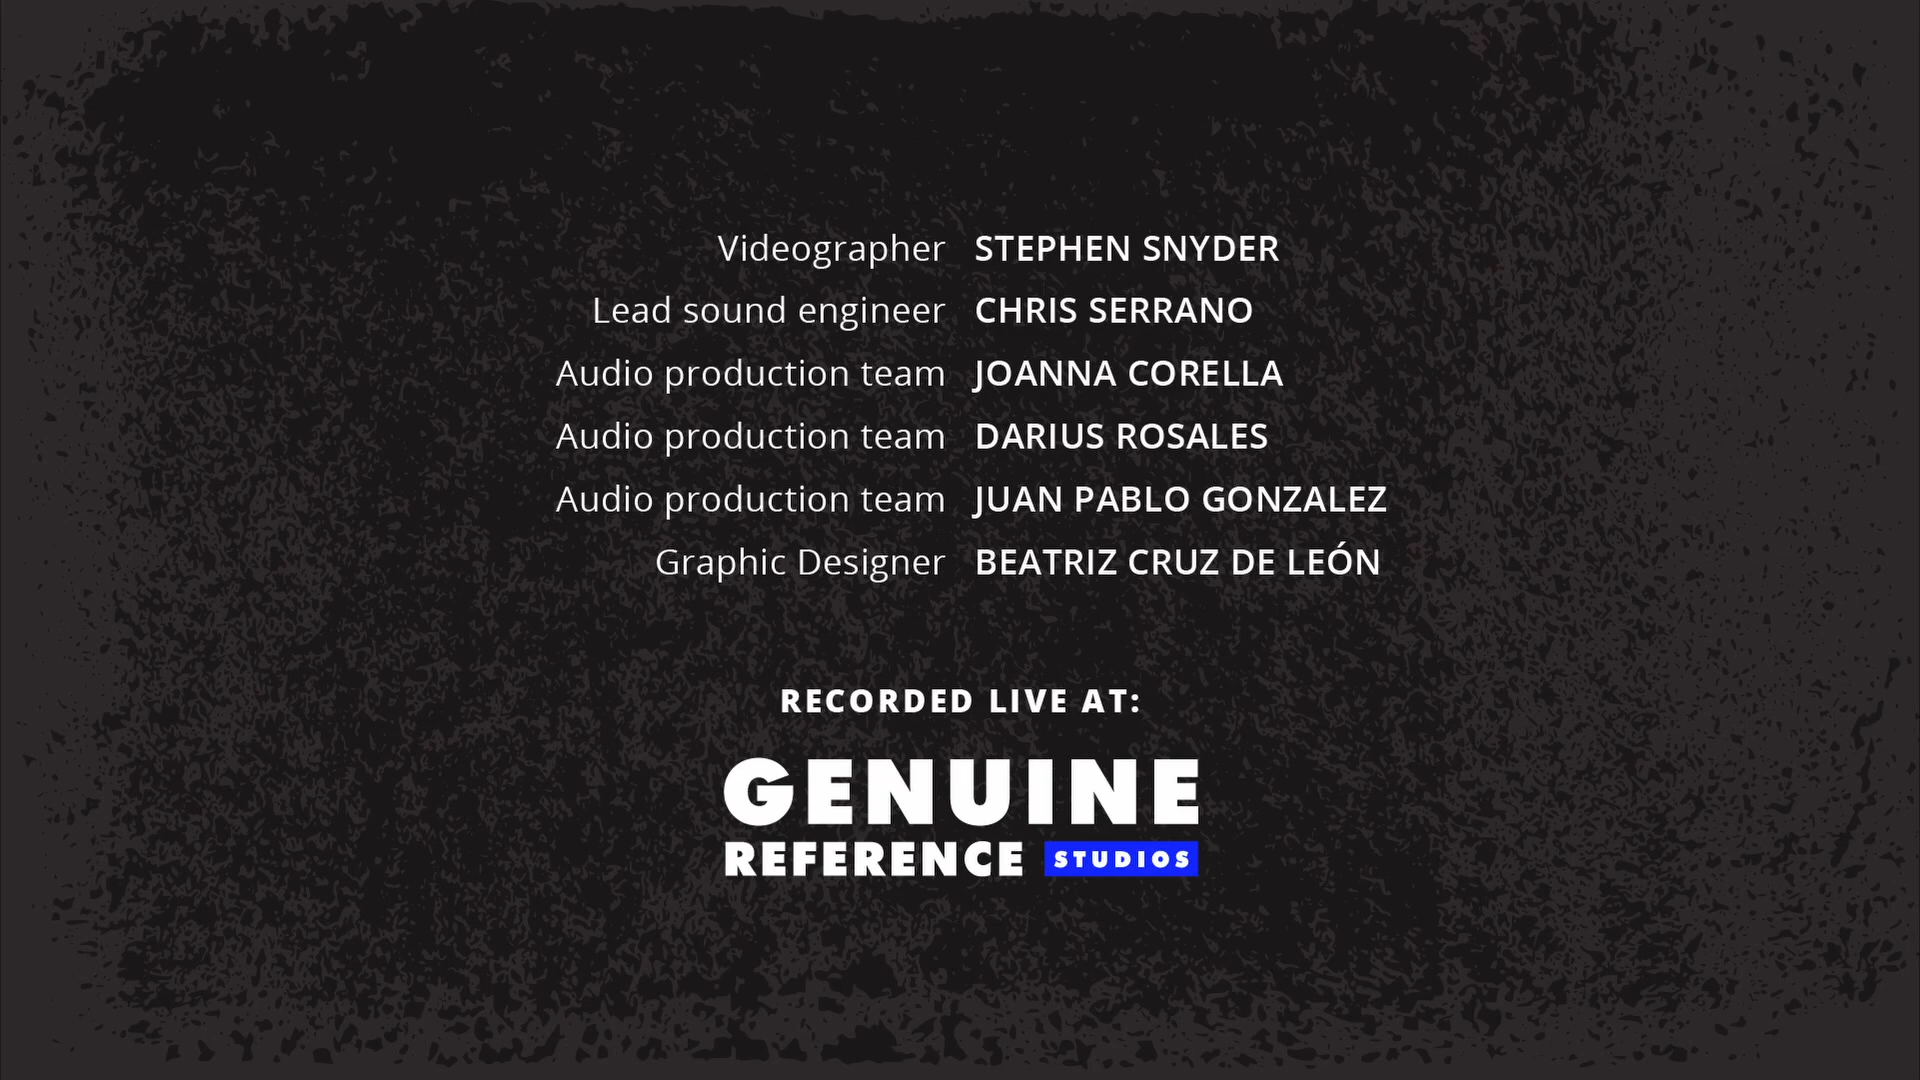 Videographer STEPHEN SNYDER
Lead sound engineer CHRIS SERRANO
Audio production team JOANNA CORELLA
Audio production team DARIUS ROSALES
Audio production team JUAN PABLO GONZALEZ
Graphic Designer BEATRIZ CRUZ DE LEÓN
RECORDED LIVE AT:
GENUINE
REFERENCE STUDIOS